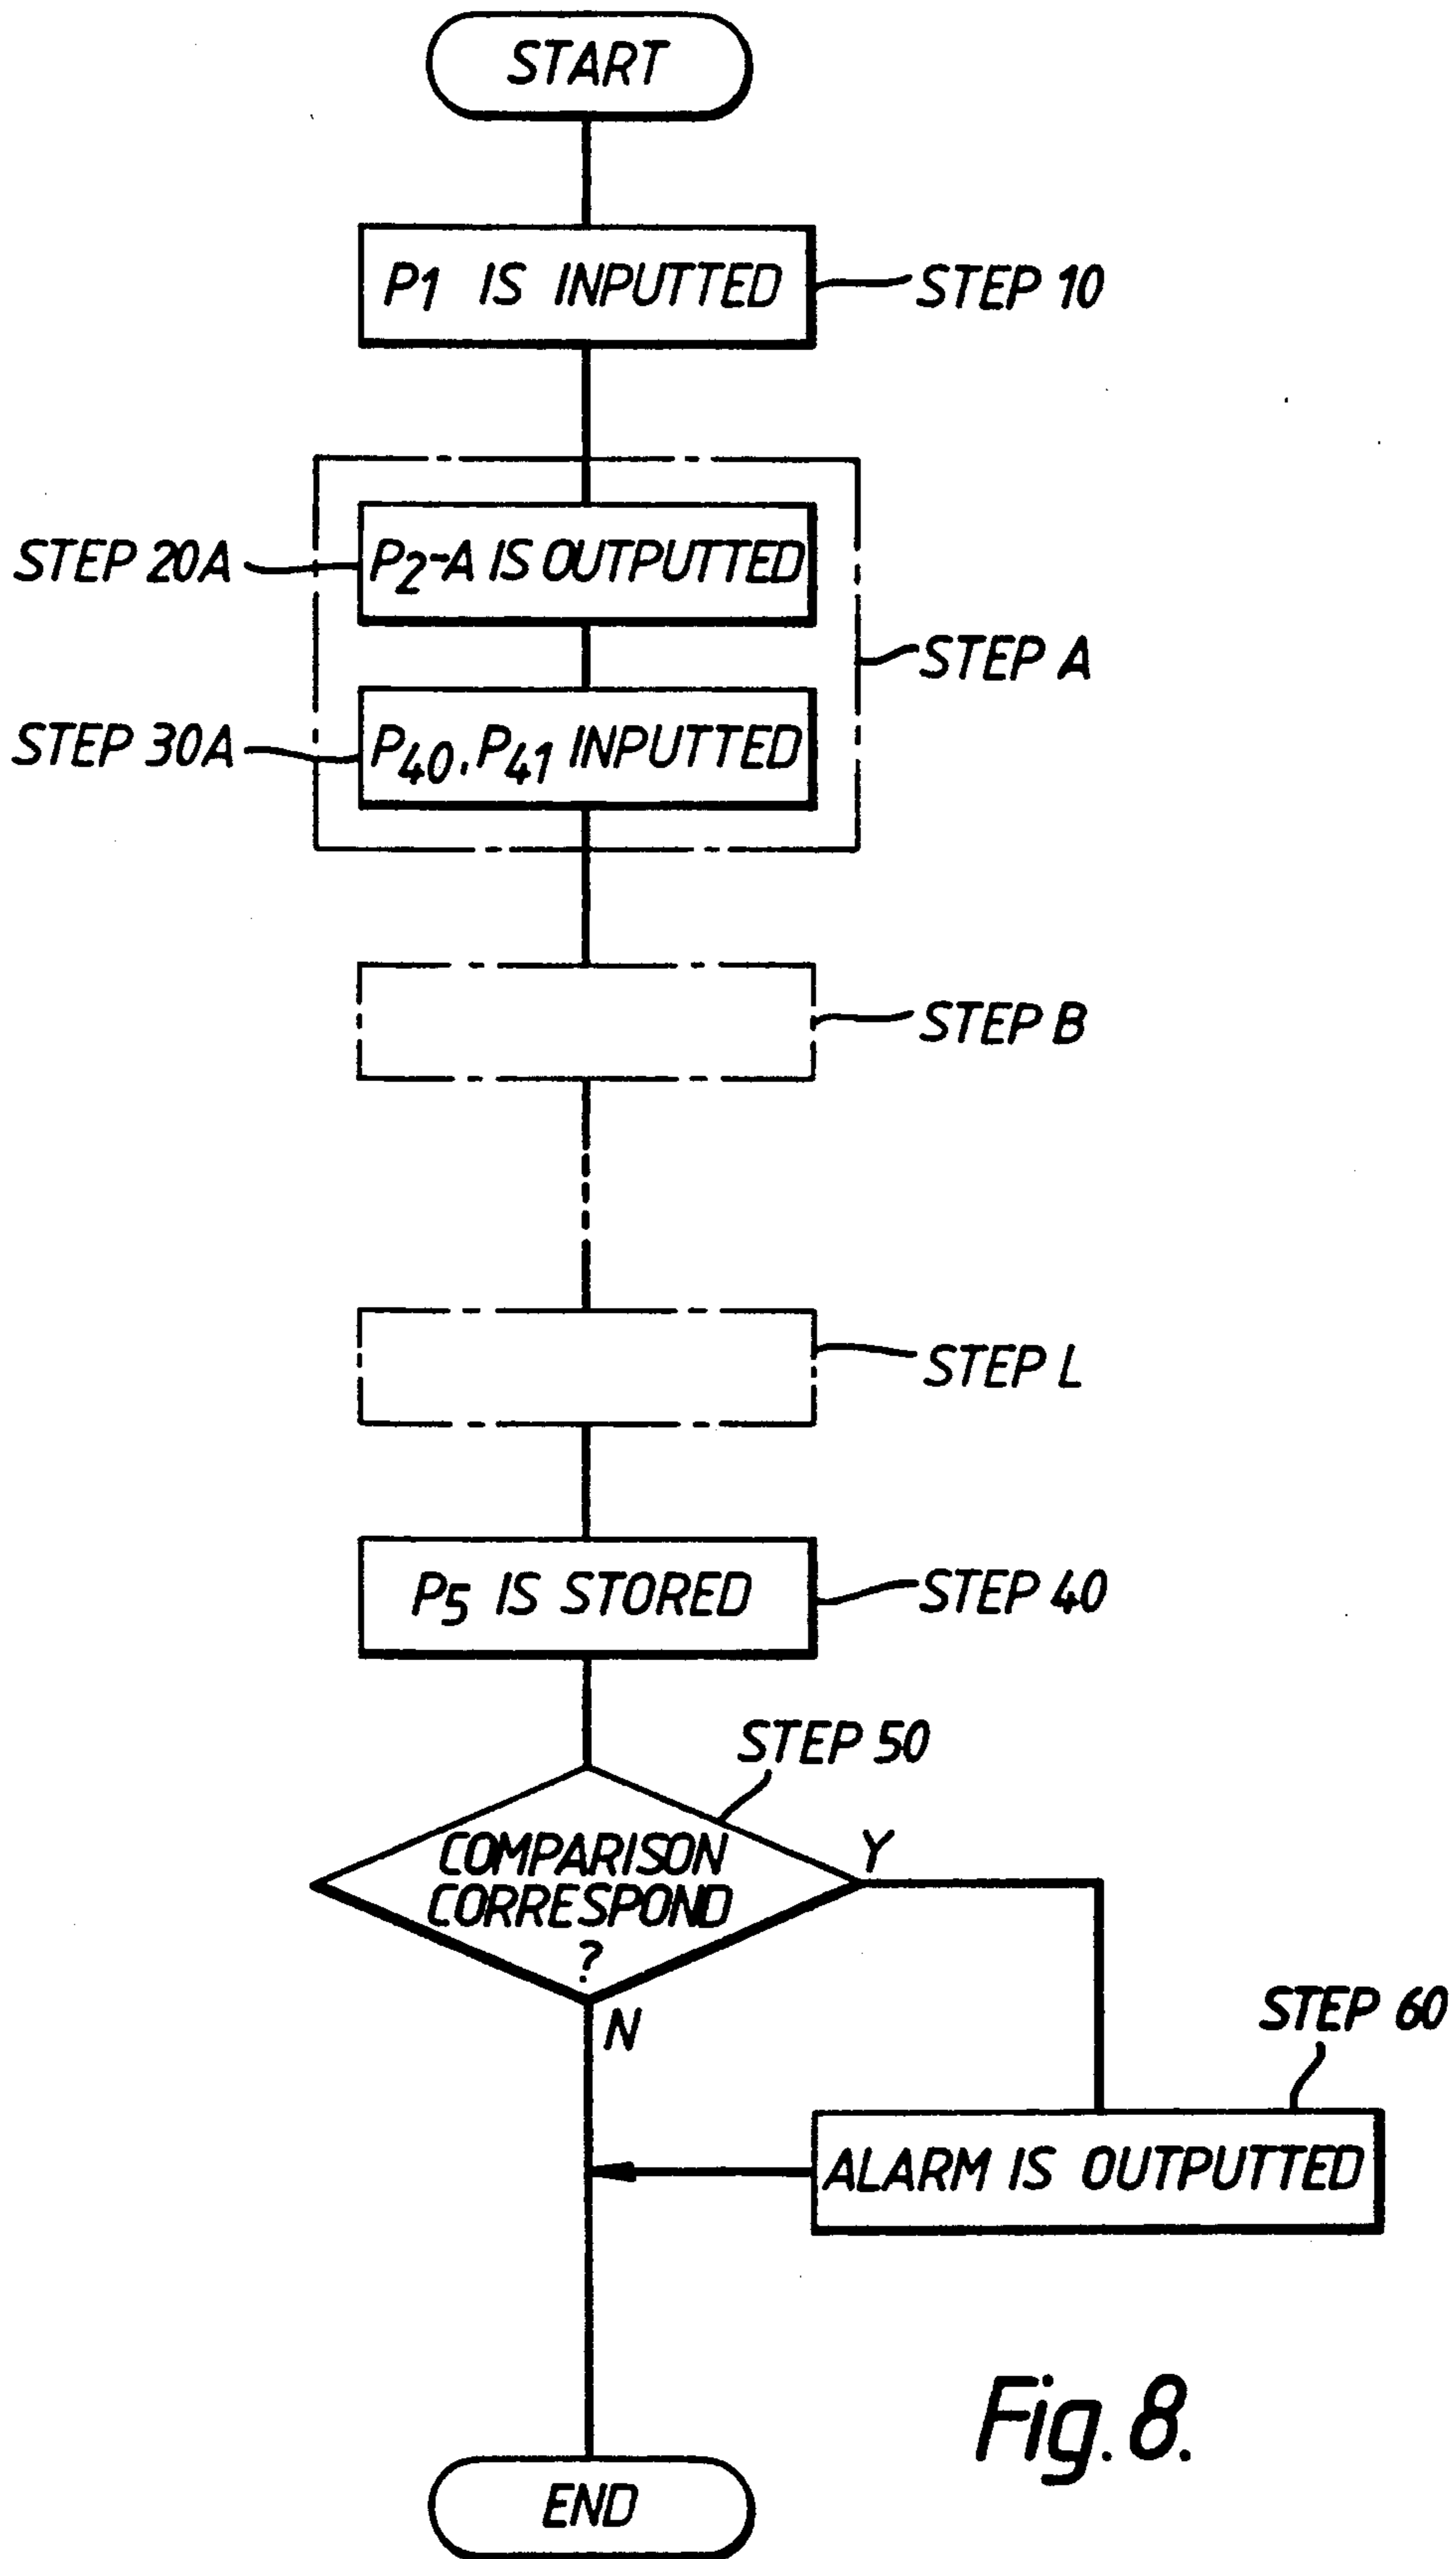 START
P1 IS INPUTTED
STEP 10
STEP 20A
P2-A IS OUTPUTTED
STEP A
STEP 30A
P40, P41 INPUTTED
STEP B
STEP L
P5 IS STORED
STEP 40
STEP 50
COMPARISON
CORRESPOND
?
Y
N
STEP 60
ALARM IS OUTPUTTED
Fig. 8.
END